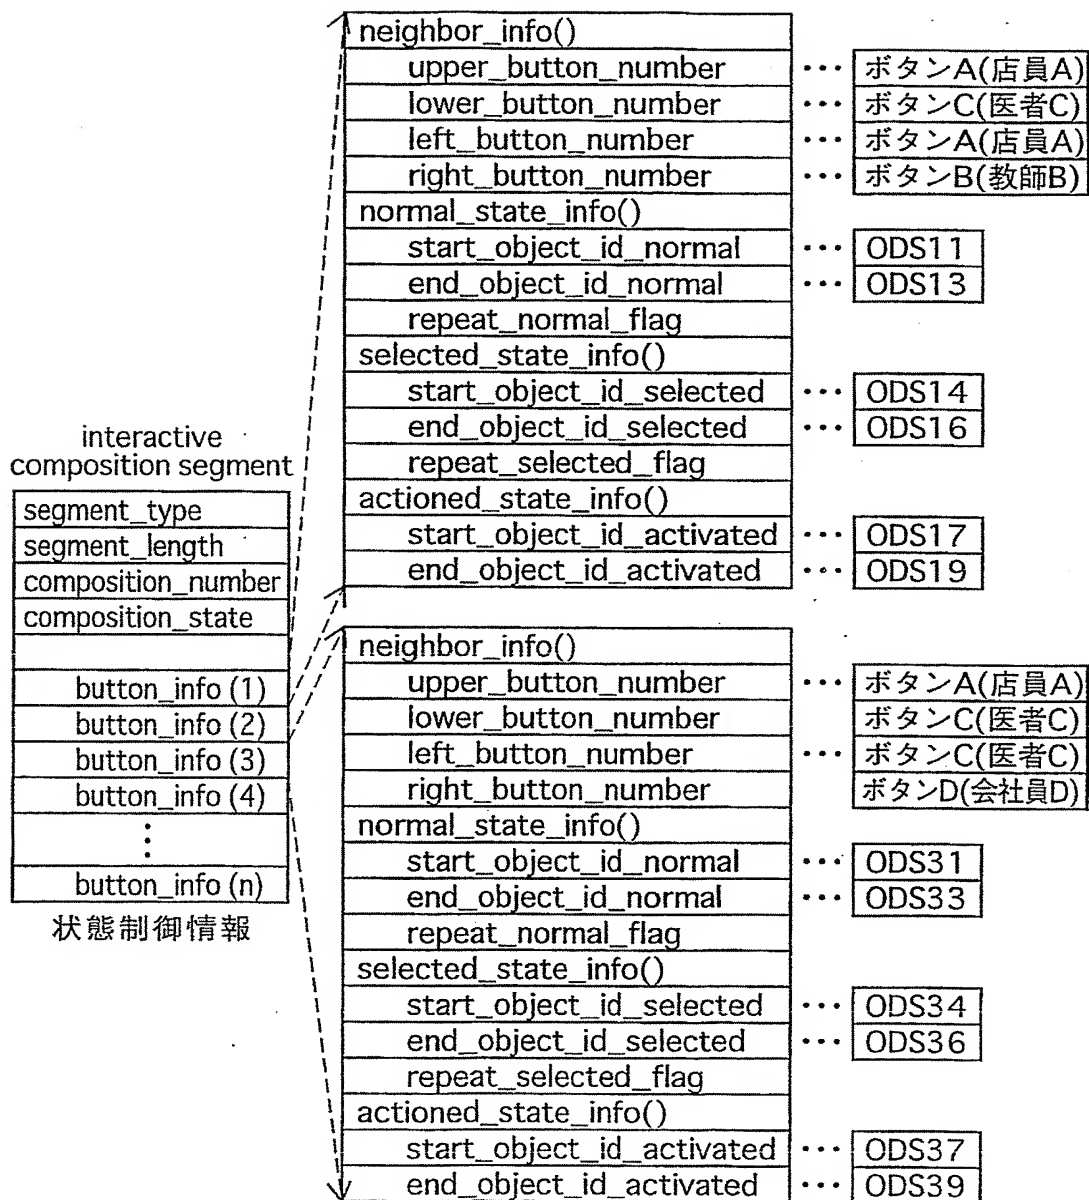 neighbor_info()
upper_button_number ··· ボタンA(店員A)
lower_button_number ··· ボタンC(医者C)
left_button_number ··· ボタンA(店員A)
right_button_number ··· ボタンB(教師B)
normal_state_info()
start_object_id_normal ··· ODS11
end_object_id_normal ··· ODS13
repeat_normal_flag
selected_state_info()
start_object_id_selected ··· ODS14
end_object_id_selected ··· ODS16
repeat_selected_flag
actioned_state_info()
start_object_id_activated ··· ODS17
end_object_id_activated ··· ODS19
interactive
composition segment
segment_type
segment_length
composition_number
composition_state
button_info (1)
button_info (2)
button_info (3)
button_info (4)
⋮
button_info (n)
状態制御情報
neighbor_info()
upper_button_number ··· ボタンA(店員A)
lower_button_number ボタンC(医者C)
left_button_number ··· ボタンC(医者C)
right_button_number ボタンD(会社員D)
normal_state_info()
start_object_id_normal ··· ODS31
end_object_id_normal ··· ODS33
repeat_normal_flag
selected_state_info()
start_object_id_selected ··· ODS34
end_object_id_selected ··· ODS36
repeat_selected_flag
actioned_state_info()
start_object_id_activated ··· ODS37
end_object_id_activated ··· ODS39